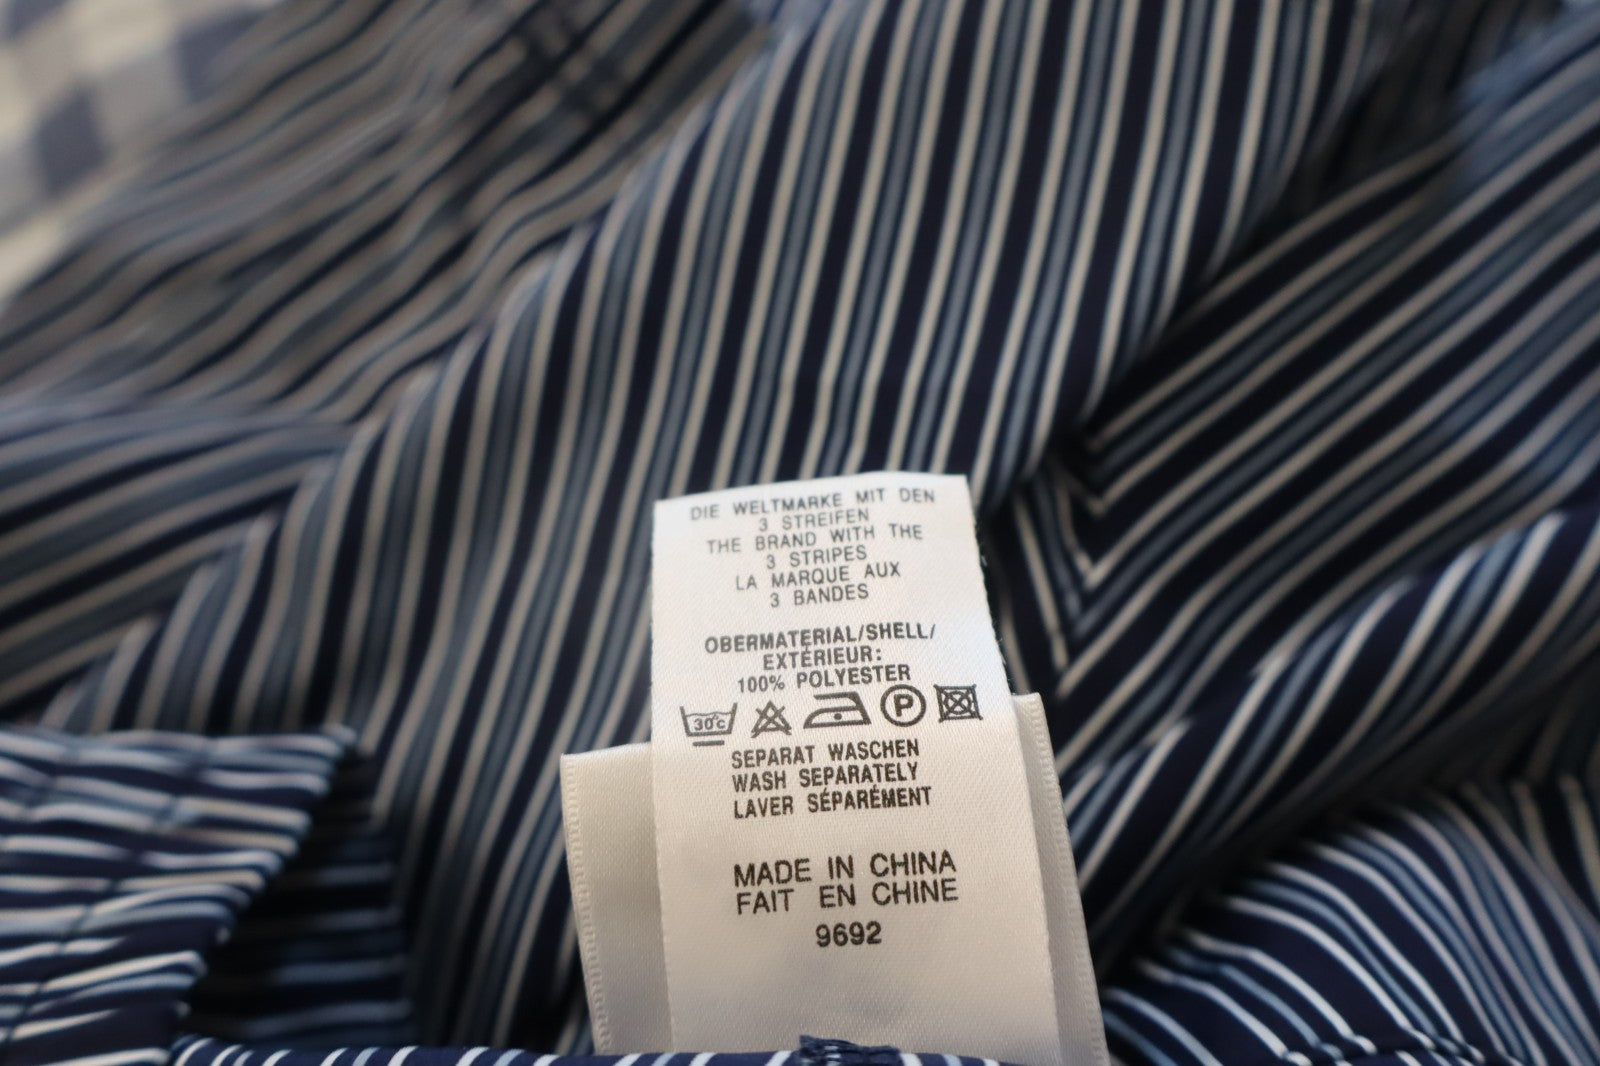 DIE WELTMARKE MIT DEN
3 STREIFEN
THE BRAND WITH THE
3 STRIPES
LA MARQUE AUX
3 BANDES
OBERMATERIAL/SHELL/
EXTÉRIEUR:
100% POLYESTER
30°C P
SEPARAT WASCHEN
WASH SEPARATELY
LAVER SÉPARÉMENT
MADE IN CHINA
FAIT EN CHINE
9692